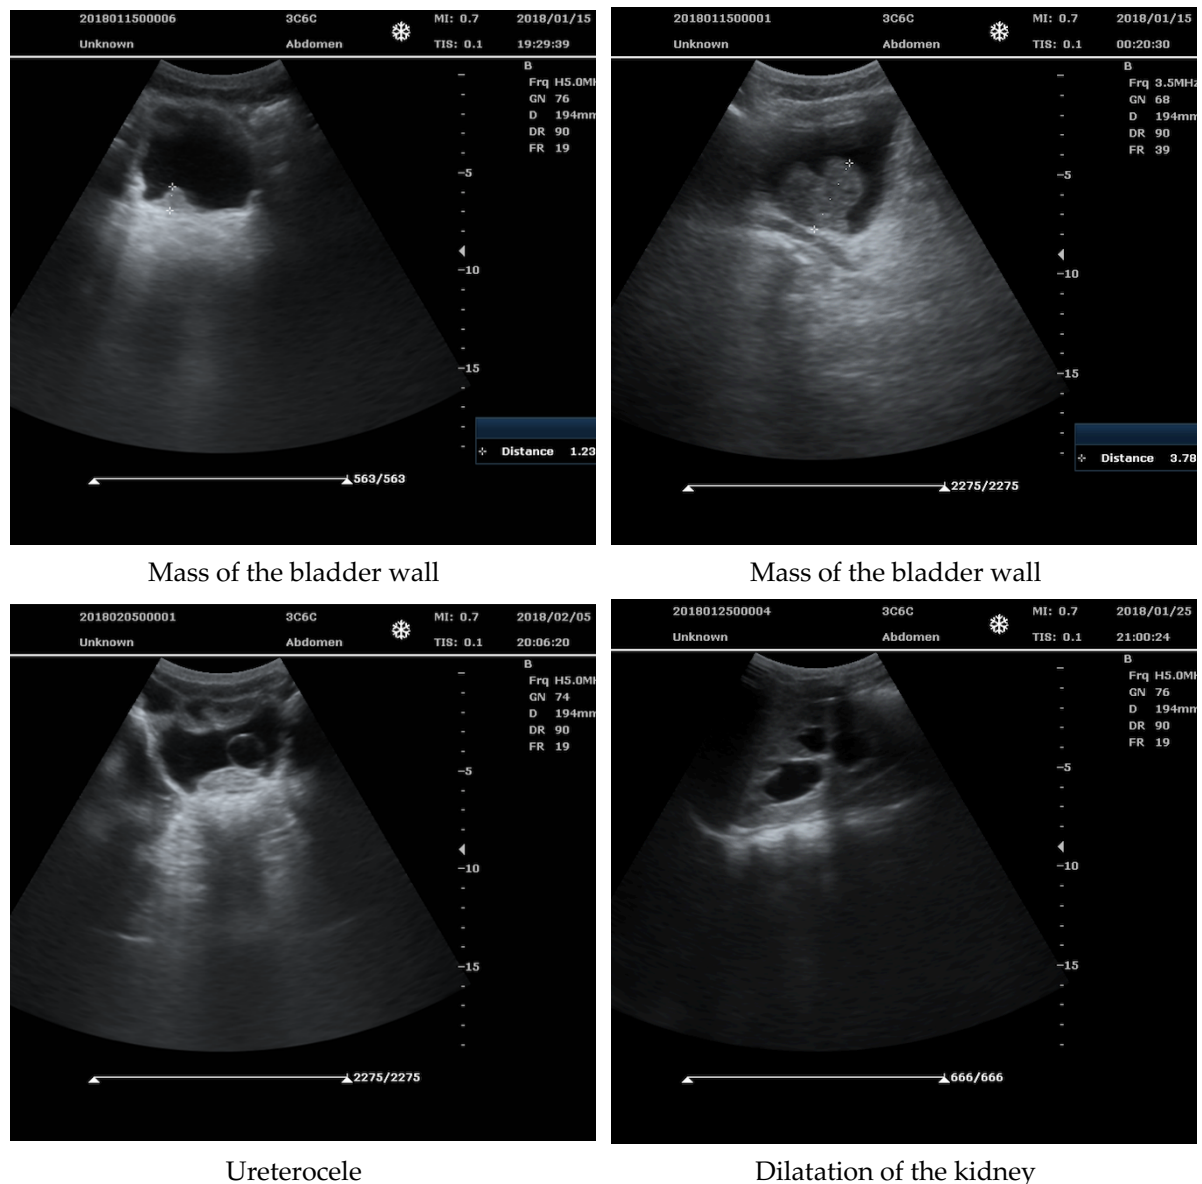 2018011500006 3C6C MI: 0.7 2018/01/15
Unknown Abdomen TIS: 0.1 19:29:39
B
Frq H5.0MH
GN 76
D 194mm
DR 90
FR 19
-5
-10
-15
Distance 1.23
563/563
Mass of the bladder wall
2018011500001 3C6C MI: 0.7 2018/01/15
Unknown Abdomen TIS: 0.1 00:20:30
B
Frq 3.5MHz
GN 68
D 194mm
DR 90
FR 39
-5
-10
-15
Distance 3.78
2275/2275
Mass of the bladder wall
2018020500001 3C6C MI: 0.7 2018/02/05
Unknown Abdomen TIS: 0.1 20:06:20
B
Frq H5.0MH
GN 74
D 194mm
DR 90
FR 19
-5
-10
-15
2275/2275
Ureterocele
2018012500004 3C6C MI: 0.7 2018/01/25
Unknown Abdomen TIS: 0.1 21:00:24
B
Frq H5.0MH
GN 76
D 194mm
DR 90
FR 19
-5
-10
-15
666/666
Dilatation of the kidney